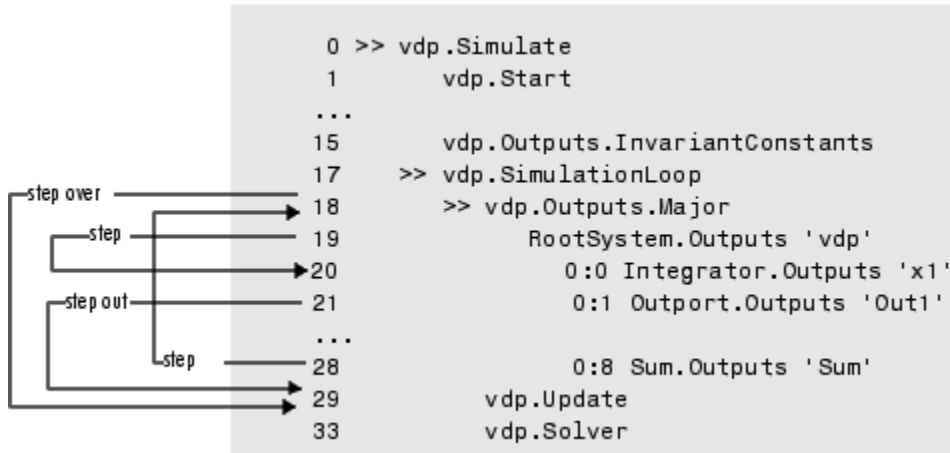 0 >> vdp.Simulate
1 vdp.Start
...
15 vdp.Outputs.InvariantConstants
17 >> vdp.SimulationLoop
step over
18 >> vdp.Outputs.Major
step 19 RootSystem.Outputs 'vdp'
20 0:0 Integrator.Outputs 'x1'
step out 21 0:1 Outport.Outputs 'Out1'
...
step 28 0:8 Sum.Outputs 'Sum'
29 vdp.Update
33 vdp.Solver